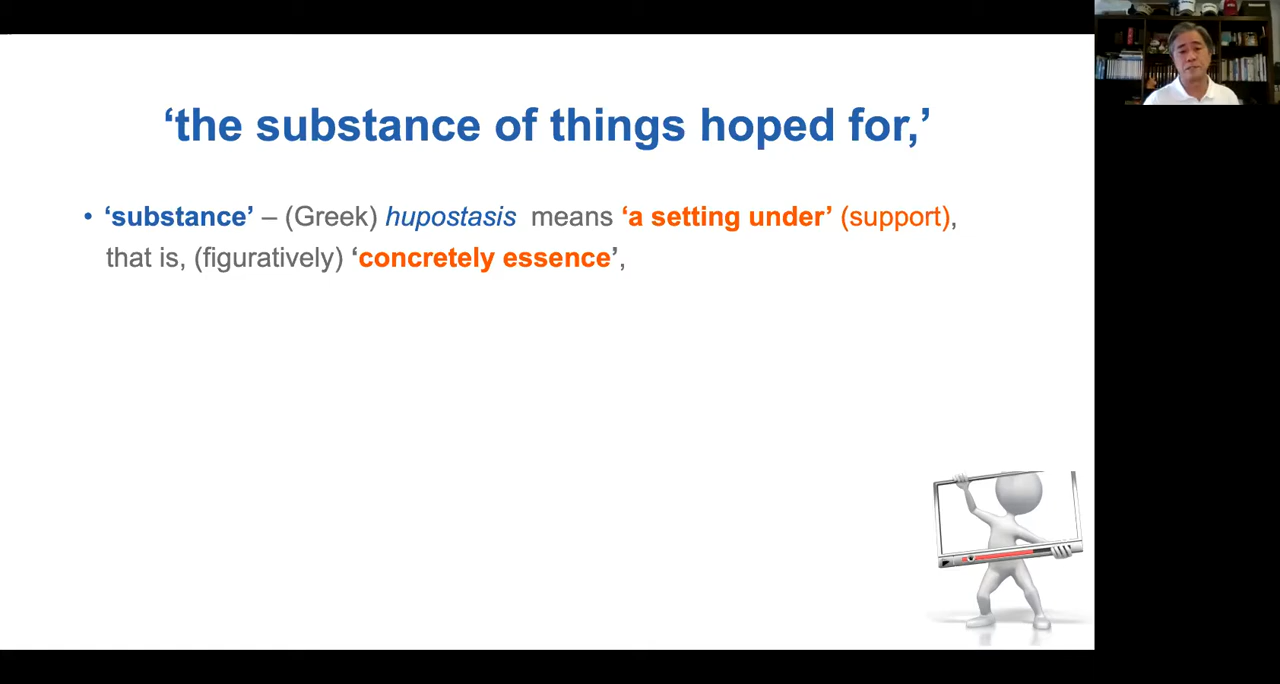 ‘the substance of things hoped for,’
• ‘substance’ – (Greek) hupostasis means ‘a setting under’ (support),
that is, (figuratively) ‘concretely essence’,